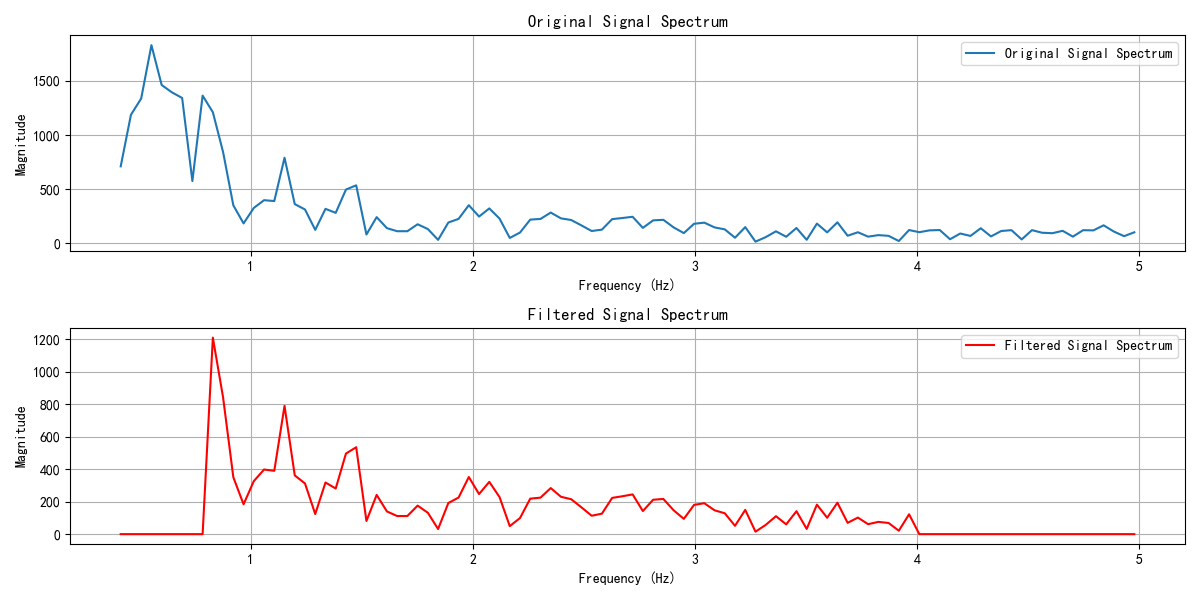 Original Signal Spectrum
Original Signal Spectrum
1500
1000
500
0
Magnitude
1 2 3 4 5
Frequency (Hz)
Filtered Signal Spectrum
Filtered Signal Spectrum
1200
1000
800
600
400
200
0
Magnitude
1 2 3 4 5
Frequency (Hz)